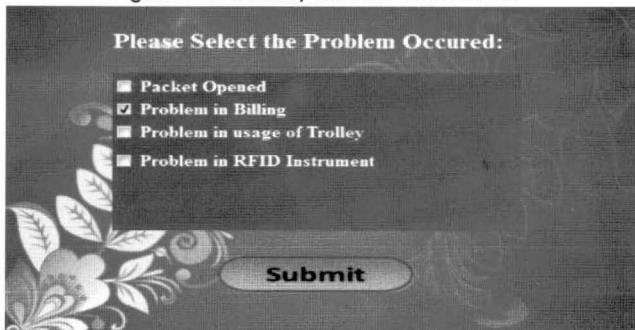 Please Select the Problem Occured:
Packet Opened
Problem in Billing
Problem in usage of Trolley
Problem in RFID Instrument
Submit